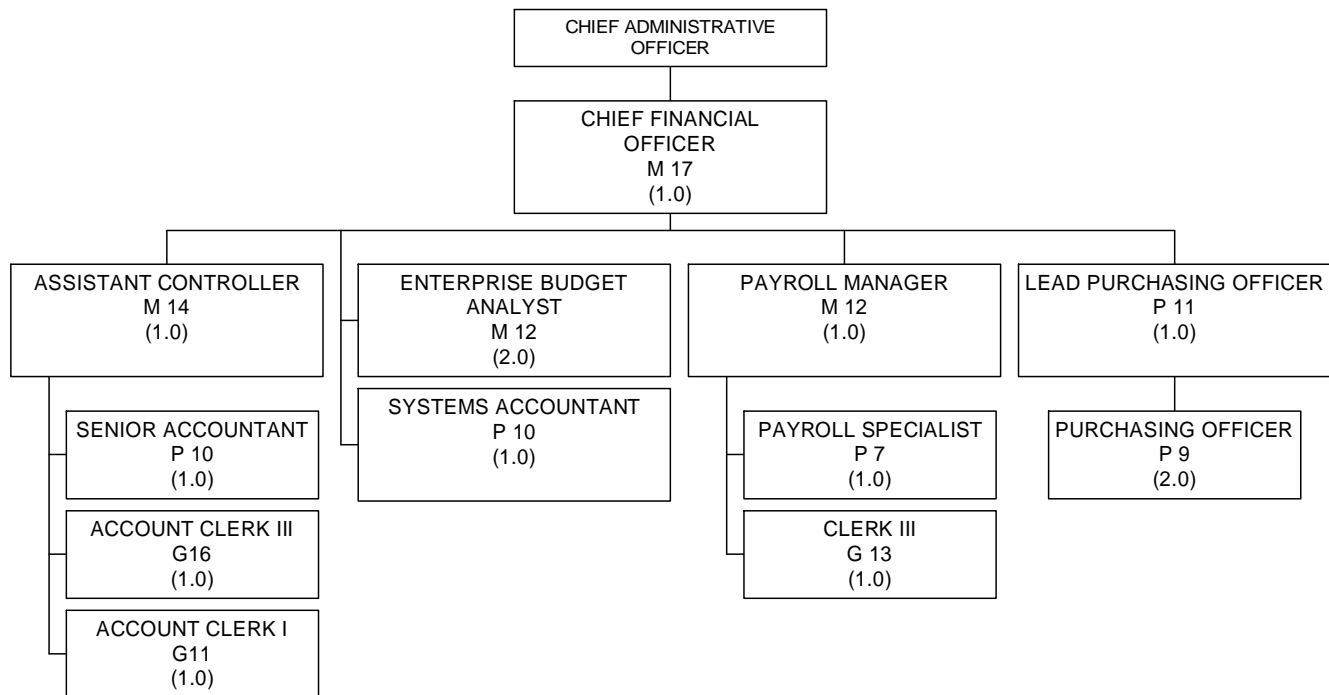 CHIEF ADMINISTRATIVE
OFFICER
CHIEF FINANCIAL
OFFICER
M 17
(1.0)
ASSISTANT CONTROLLER
M 14
(1.0)
ENTERPRISE BUDGET
ANALYST
M 12
(2.0)
PAYROLL MANAGER
M 12
(1.0)
LEAD PURCHASING OFFICER
P 11
(1.0)
SENIOR ACCOUNTANT
P 10
(1.0)
SYSTEMS ACCOUNTANT
P 10
(1.0)
PAYROLL SPECIALIST
P 7
(1.0)
PURCHASING OFFICER
P 9
(2.0)
ACCOUNT CLERK III
G16
(1.0)
CLERK III
G 13
(1.0)
ACCOUNT CLERK I
G11
(1.0)